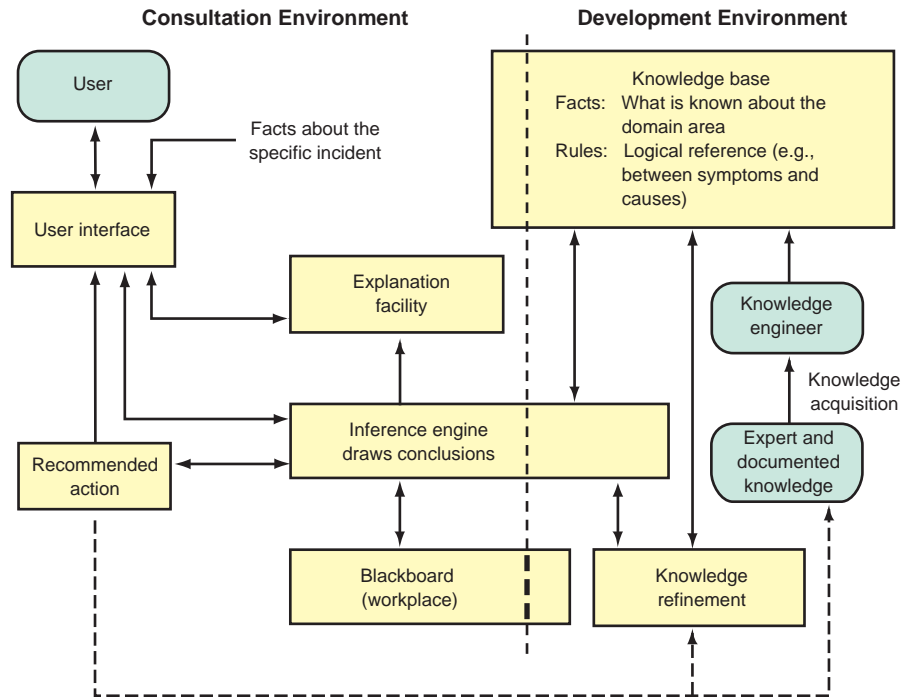 Consultation Environment
Development Environment
User
Facts about the
specific incident
User interface
Explanation
facility
Inference engine
draws conclusions
Recommended
action
Blackboard
(workplace)
Knowledge base
Facts: What is known about the
domain area
Rules: Logical reference (e.g.,
between symptoms and
causes)
Knowledge
engineer
Knowledge
acquisition
Expert and
documented
knowledge
Knowledge
refinement